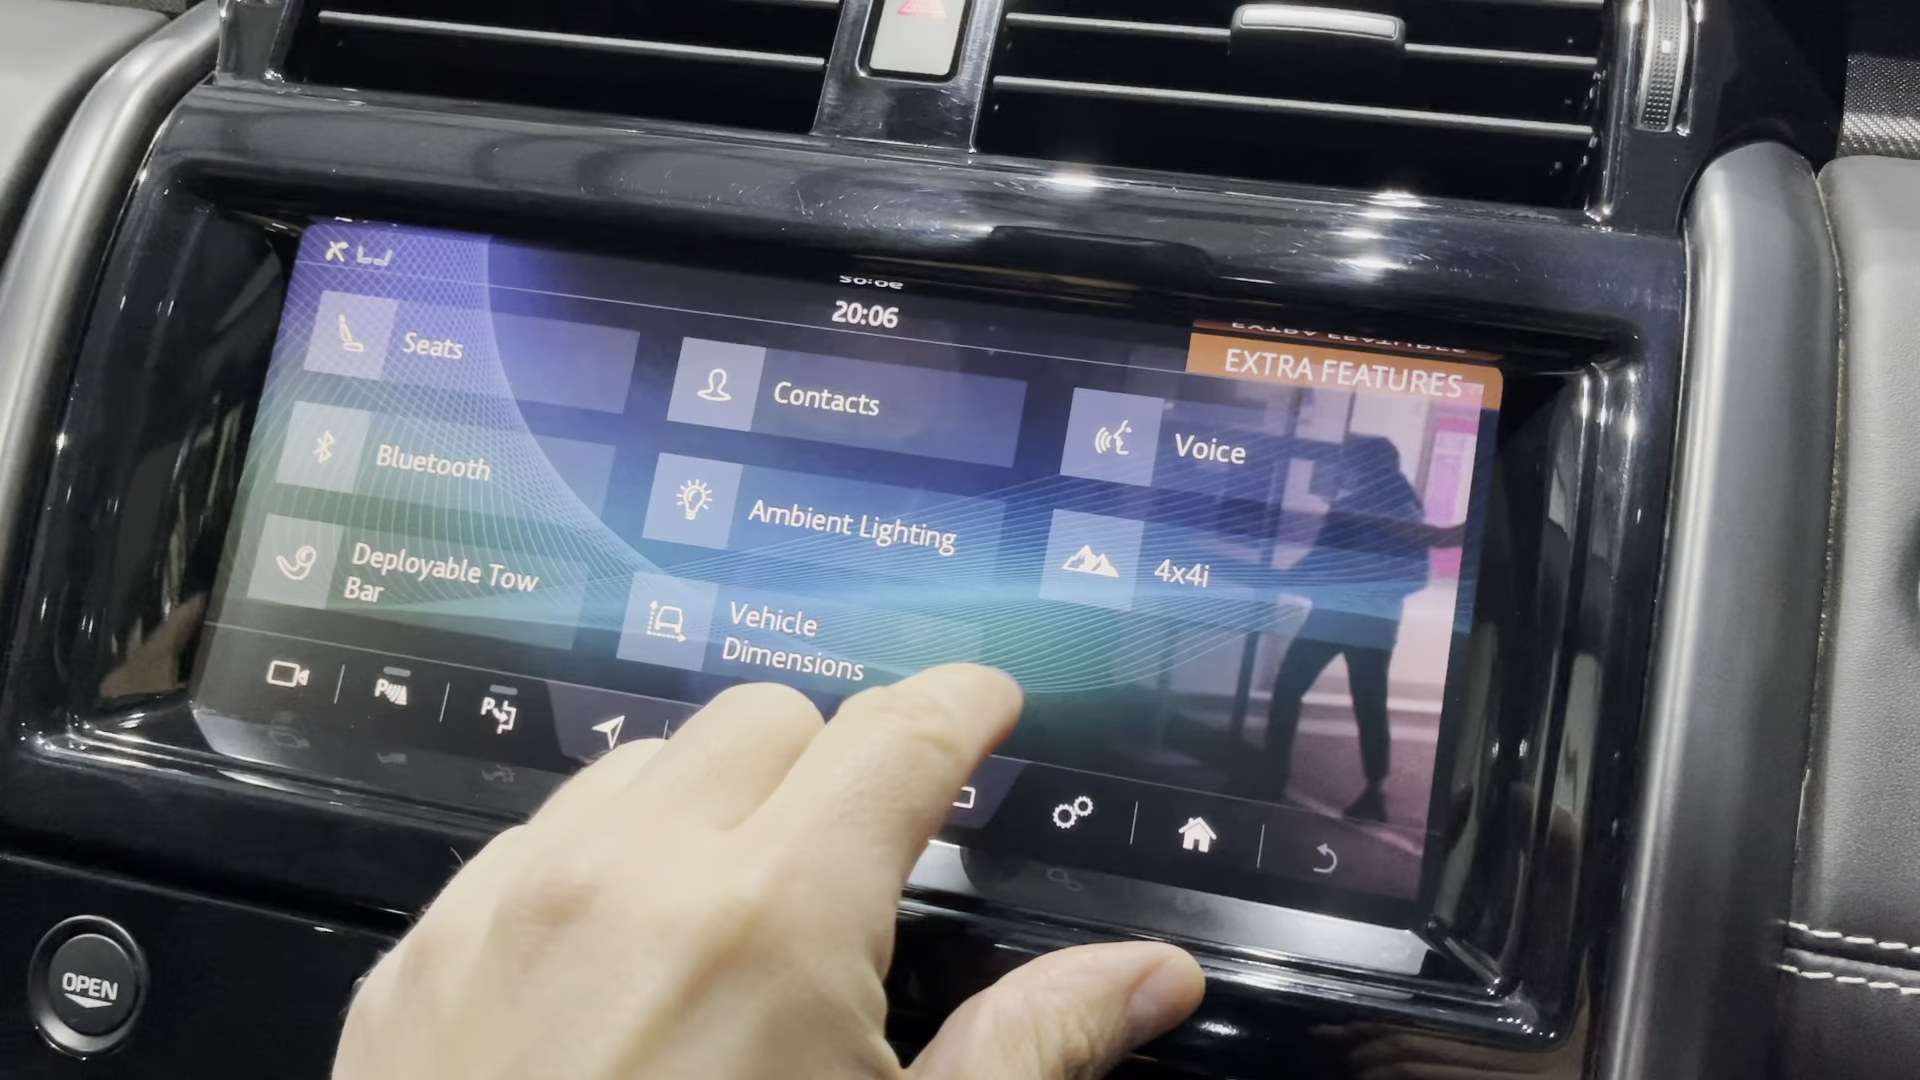 20:06
EXTRA FEATURES
Seats
Contacts
Voice
Bluetooth
Ambient Lighting
4x4i
Deployable Tow
Bar
Vehicle
Dimensions
OPEN